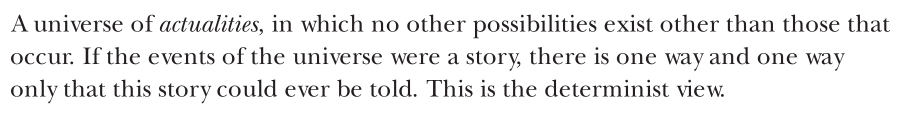 A universe of actualities, in which no other possibilities exist other than those that
occur. If the events of the universe were a story, there is one way and one way
only that this story could ever be told. This is the determinist view.